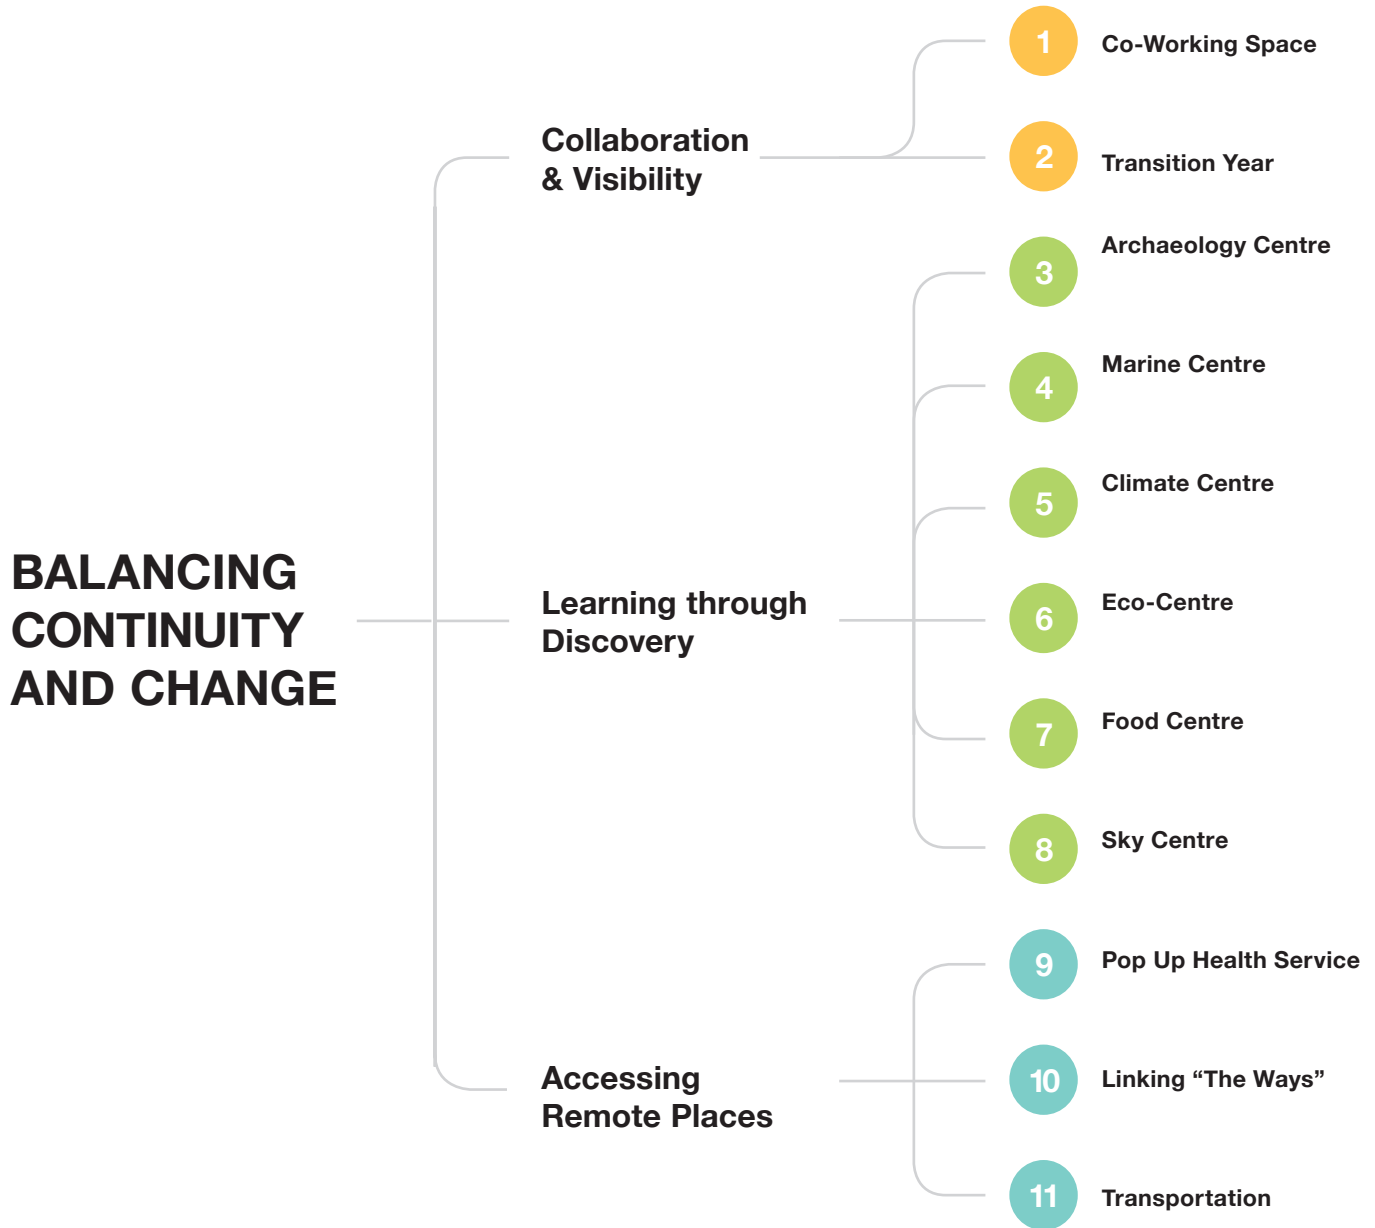 BALANCING
CONTINUITY
AND CHANGE
Collaboration
& Visibility
1
Co-Working Space
2
Transition Year
Learning through
Discovery
3
Archaeology Centre
4
Marine Centre
5
Climate Centre
6
Eco-Centre
7
Food Centre
8
Sky Centre
Accessing
Remote Places
9
Pop Up Health Service
10
Linking “The Ways”
11
Transportation